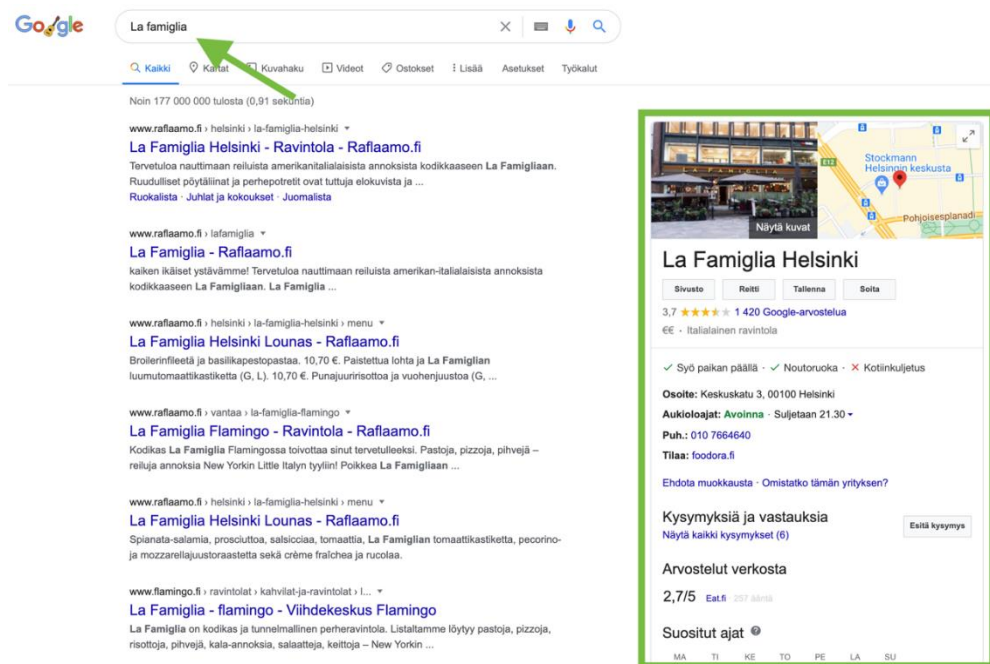 Google
La famiglia
Kaikki
Kartat
Kuvahaku
Videot
Ostokset
Lisää
Asetukset
Työkalut
Noin 177 000 000 tulosta (0,91 sekuntia)
www.raflaamo.fi › helsinki › la-famiglia-helsinki
La Famiglia Helsinki - Ravintola - Raflaamo.fi
Tervetuloa nauttimaan reiluista amerikanitalialaisista annoksista kodikkaaseen La Famigliaan.
Ruudulliset pöytäliinat ja perhepotretit ovat tuttuja elokuvista ja ...
Ruokalista · Juhlat ja kokoukset · Juomalista
www.raflaamo.fi › lafamiglia
La Famiglia - Raflaamo.fi
kaiken ikäiset ystävämme! Tervetuloa nauttimaan reiluista amerikan-italialaisista annoksista
kodikkaaseen La Famigliaan. La Famiglia ...
www.raflaamo.fi › helsinki › la-famiglia-helsinki › menu
La Famiglia Helsinki Lounas - Raflaamo.fi
Broilerinfileetä ja basilikapestopastaa. 10,70 €. Paistettua lohta ja La Famiglian
luumutomaattikastiketta (G, L). 10,70 €. Punajuuririsottoa ja vuohenjuustoa (G, ...
www.raflaamo.fi › vantaa › la-famiglia-flamingo
La Famiglia Flamingo - Ravintola - Raflaamo.fi
Kodikas La Famiglia Flamingossa toivottaa sinut tervetulleeksi. Pastoja, pizzoja, pihvejä –
reiluja annoksia New Yorkin Little Italyn tyyliin! Poikkea La Famigliaan ...
www.raflaamo.fi › helsinki › la-famiglia-helsinki › menu
La Famiglia Helsinki Lounas - Raflaamo.fi
Spianata-salamia, prosciuttoa, salsicciaa, tomaattia, La Famiglian tomaattikastiketta, pecorino-
ja mozzarellajuustoraastetta sekä crème fraîchea ja rucolaa.
www.flamingo.fi › ravintolat › kahvilat-ja-ravintolat › l...
La Famiglia - flamingo - Viihdekeskus Flamingo
La Famiglia on kodikas ja tunnelmallinen perheravintola. Listaltamme löytyy pastoja, pizzoja,
risottoja, pihvejä, kala-annoksia, salaatteja, keittoja – New Yorkin ...
E12
Stockmann
Helsingin keskusta
Pohjoisesplanadi
Näytä kuvat
La Famiglia Helsinki
Sivusto
Reitti
Tallenna
Soita
3,7 1 420 Google-arvostelua
€€ · Italialainen ravintola
Syö paikan päällä · Noutoruoka · Kotiinkuljetus
Osoite: Keskuskatu 3, 00100 Helsinki
Aukioloajat: Avoinna · Suljetaan 21.30
Puh.: 010 7664640
Tilaa: foodora.fi
Ehdota muokkausta · Omistatko tämän yrityksen?
Kysymyksiä ja vastauksia
Näytä kaikki kysymykset (6)
Esitä kysymys
Arvostelut verkosta
2,7/5 Eat.fi · 257 ääntä
Suositut ajat
MA TI KE TO PE LA SU